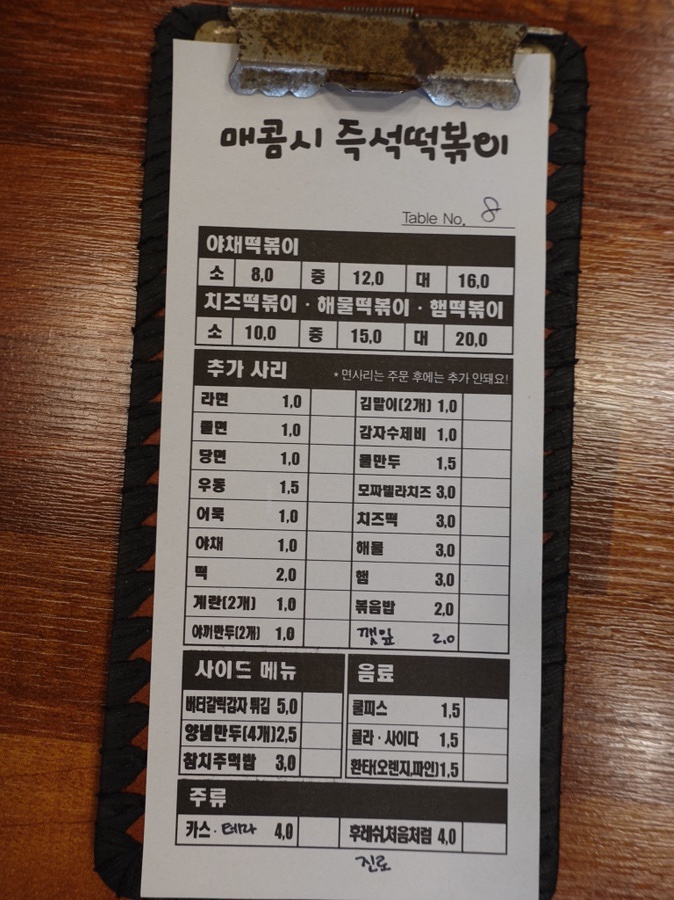 매콤시 즉석떡볶이
Table No. 8
야채떡볶이
소 8,0 중 12,0 대 16,0
치즈떡볶이 · 해물떡볶이 · 햄떡볶이
소 10,0 중 15,0 대 20,0
추가 사리 * 면사리는 주문 후에는 추가 안돼요!
라면 1,0 김말이(2개) 1,0
쫄면 1,0 감자수제비 1,0
당면 1,0 물만두 1,5
우동 1,5 모짜렐라치즈 3,0
어묵 1,0 치즈떡 3,0
야채 1,0 해물 3,0
떡 2,0 햄 3,0
계란(2개) 1,0 볶음밥 2,0
야끼만두(2개) 1,0 깻잎 2.0
사이드 메뉴 음료
버터갈릭감자 튀김 5,0 쿨피스 1,5
양념만두(4개) 2,5 콜라 · 사이다 1,5
참치주먹밥 3,0 환타(오렌지,파인) 1,5
주류
카스 · 테라 4,0 후레쉬,처음처럼 4,0
진로